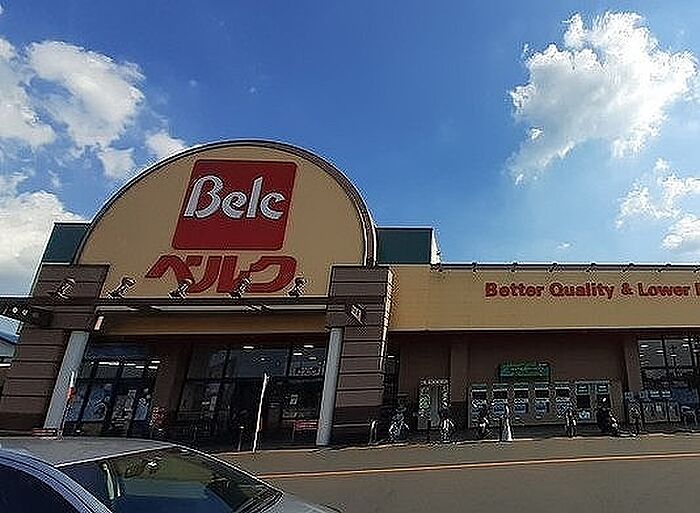 Belc
ベルク
Better Quality & Lower